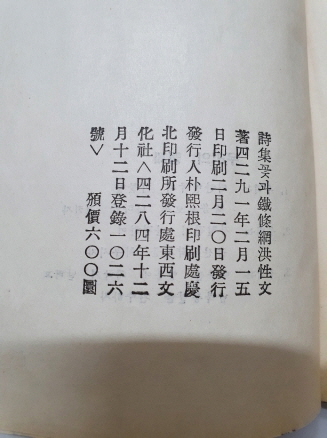 詩集꽃과鐵條網洪性文
著四二九一年二月一五
日印刷二月二〇日發行
發行人朴熙根印刷處慶
北印刷所發行處東西文
化社〈四二八四年十二
月十二日登錄一〇二六
號〉 頒價六〇〇圜